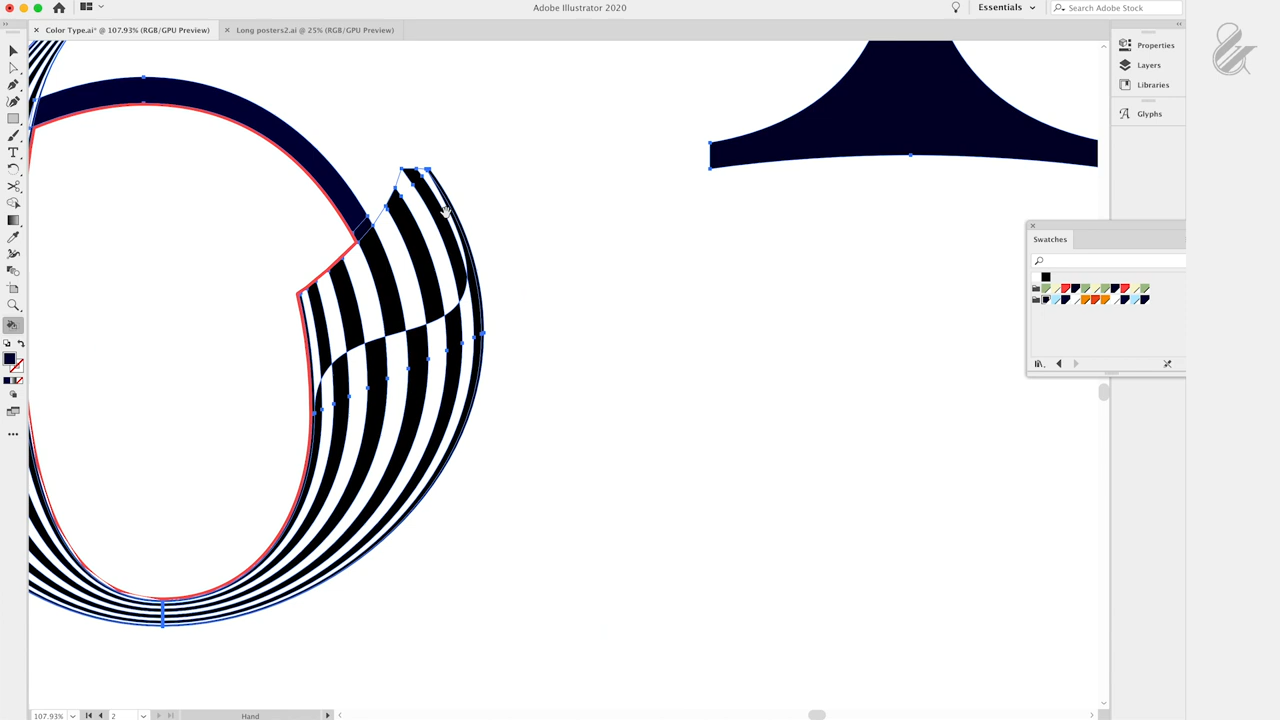 Adobe Illustrator 2020
Essentials
Search Adobe Stock
Color Type.ai* @ 107.93% (RGB/GPU Preview)
Long posters2.ai @ 25% (RGB/GPU Preview)
Properties
Layers
Libraries
Glyphs
Swatches
107.93%
2
Hand